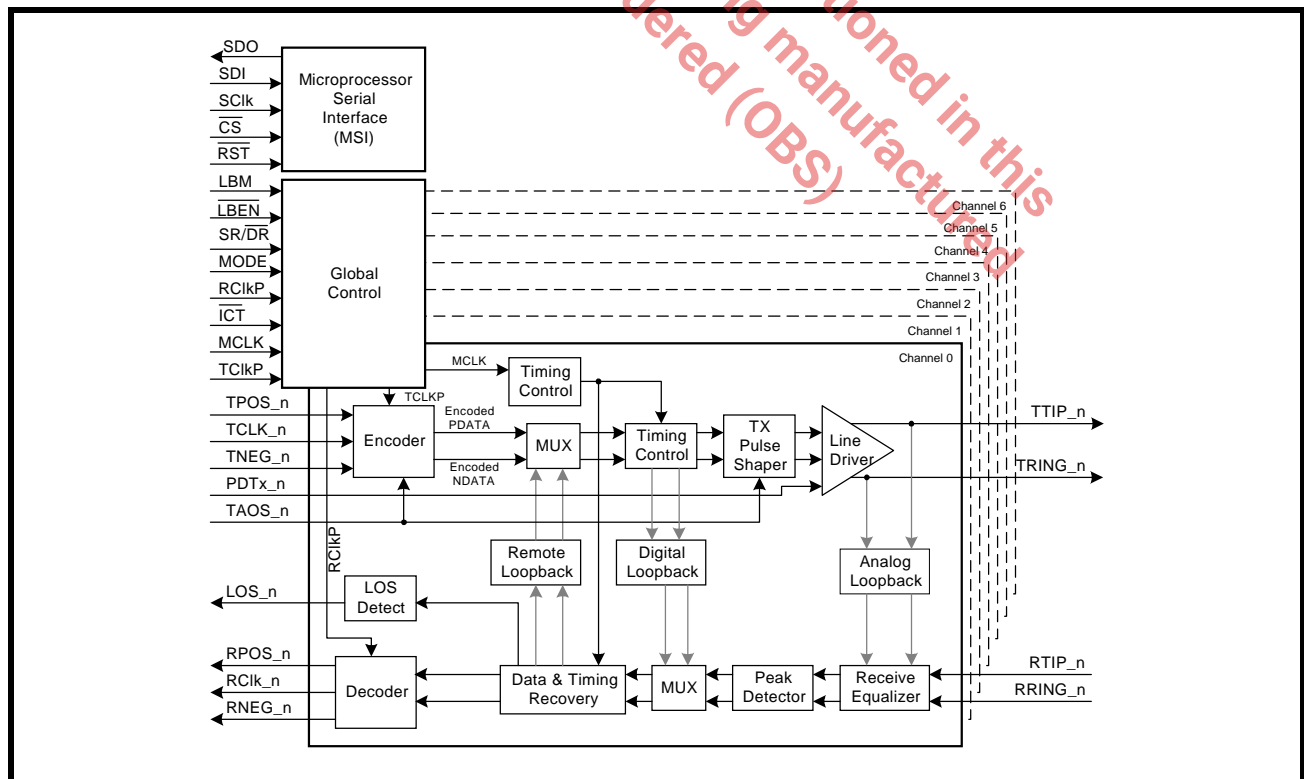 tioned in this
ng manufactured
dered (OBS)
SDO
SDI
SClk
CS
RST
Microprocessor
Serial
Interface
(MSI)
LBM
LBEN
SR/DR
MODE
RClkP
ICT
MCLK
TClkP
Global
Control
Channel 6
Channel 5
Channel 4
Channel 3
Channel 2
Channel 1
Channel 0
MCLK
Timing
Control
TCLKP
TPOS_n
TCLK_n
TNEG_n
PDTx_n
TAOS_n
Encoder
Encoded
PDATA
Encoded
NDATA
MUX
Timing
Control
TX
Pulse
Shaper
Line
Driver
TTIP_n
TRING_n
RClkP
Remote
Loopback
Digital
Loopback
Analog
Loopback
LOS_n
LOS
Detect
RPOS_n
RClk_n
RNEG_n
Decoder
Data & Timing
Recovery
MUX
Peak
Detector
Receive
Equalizer
RTIP_n
RRING_n